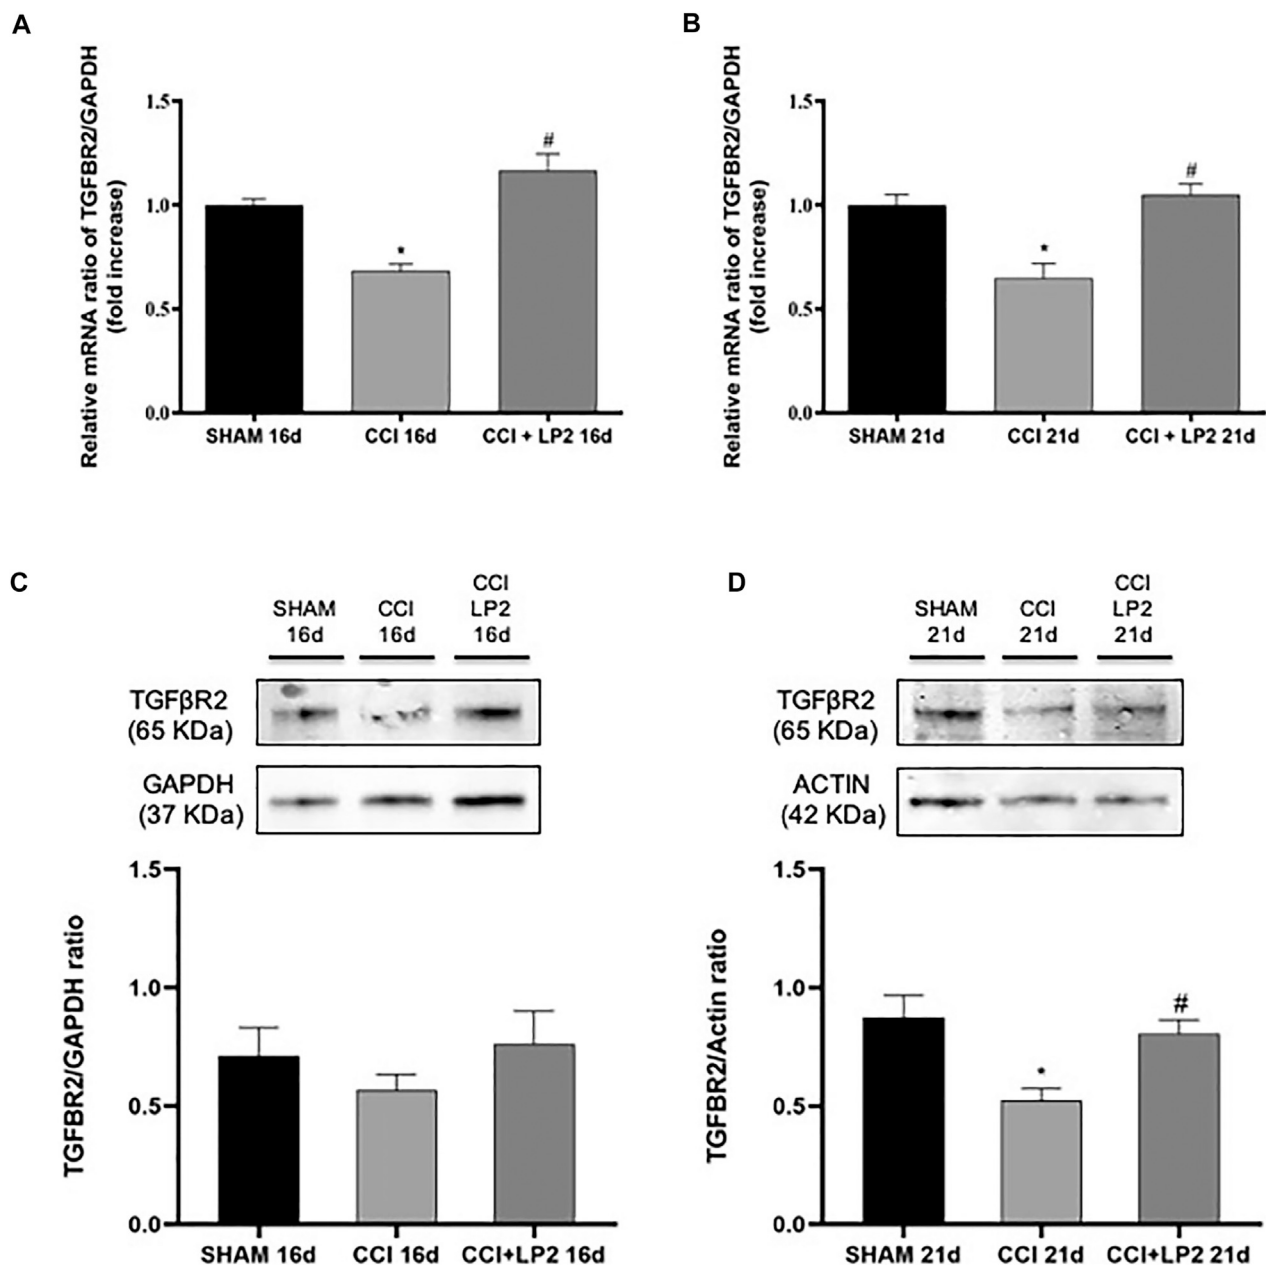 A
Relative mRNA ratio of TGFBR2/GAPDH
(fold increase)
1.5
1.0
0.5
0.0
*
#
SHAM 16d
CCI 16d
CCI + LP2 16d
B
Relative mRNA ratio of TGFBR2/GAPDH
(fold increase)
1.5
1.0
0.5
0.0
*
#
SHAM 21d
CCI 21d
CCI + LP2 21d
C
SHAM
16d
CCI
16d
CCI
LP2
16d
TGFβR2
(65 KDa)
GAPDH
(37 KDa)
TGFBR2/GAPDH ratio
1.5
1.0
0.5
0.0
SHAM 16d
CCI 16d
CCI+LP2 16d
D
SHAM
21d
CCI
21d
CCI
LP2
21d
TGFβR2
(65 KDa)
ACTIN
(42 KDa)
TGFBR2/Actin ratio
1.5
1.0
0.5
0.0
*
#
SHAM 21d
CCI 21d
CCI+LP2 21d